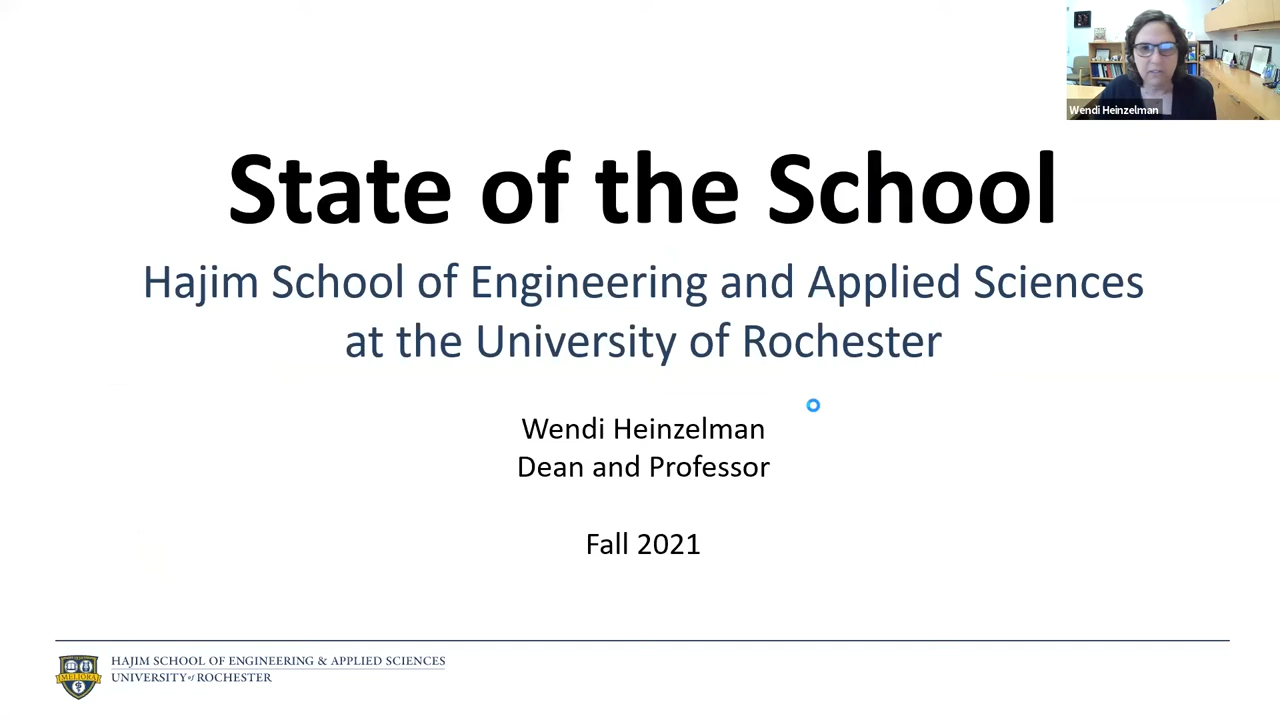 Wendi Heinzelman
State of the School
Hajim School of Engineering and Applied Sciences
at the University of Rochester
Wendi Heinzelman
Dean and Professor
Fall 2021
MELIORA
HAJIM SCHOOL OF ENGINEERING & APPLIED SCIENCES
UNIVERSITY of ROCHESTER